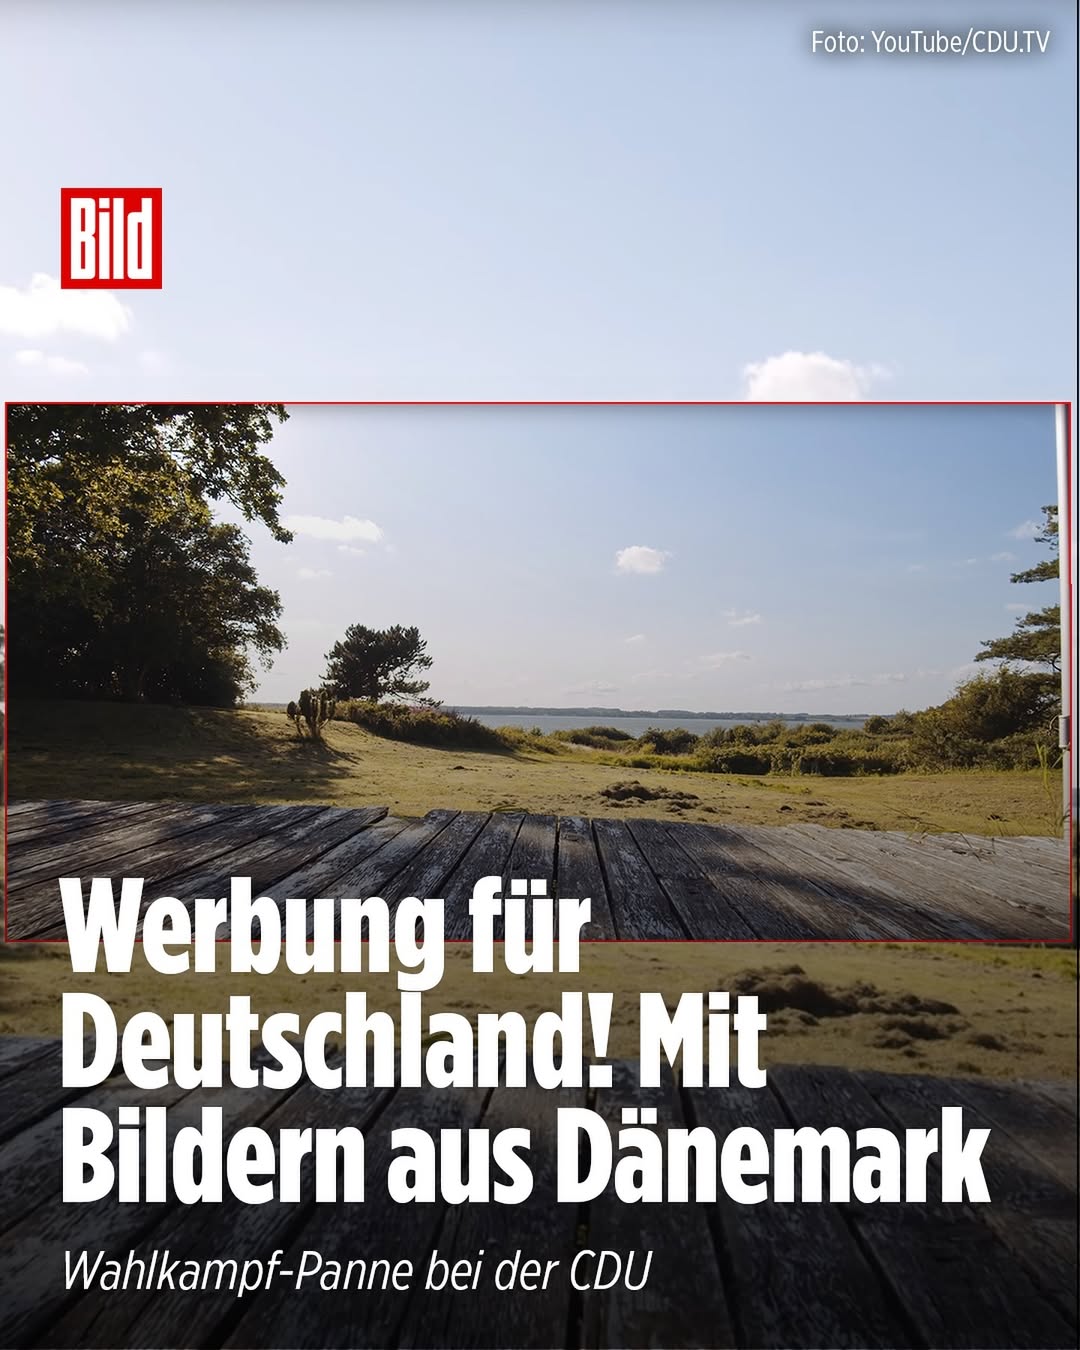 Foto: YouTube/CDU.TV
Bild
Werbung für
Deutschland! Mit
Bildern aus Dänemark
Wahlkampf-Panne bei der CDU